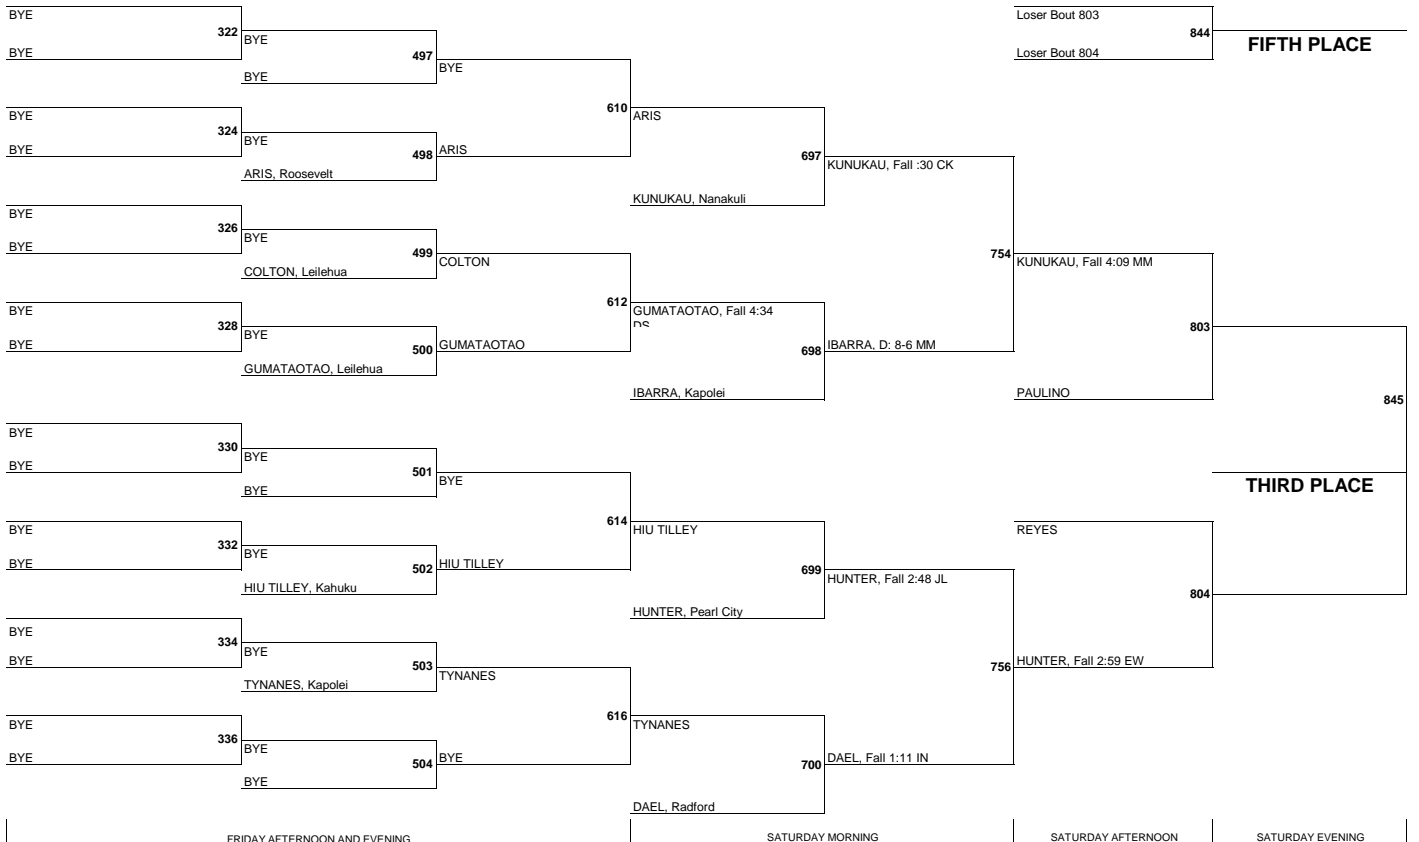 BYE
322
BYE
BYE
497
BYE
BYE
610
BYE
324
BYE
BYE
498
ARIS
ARIS, Roosevelt
ARIS
697
KUNUKAU, Nanakuli
KUNUKAU, Fall :30 CK
BYE
326
BYE
BYE
499
COLTON
COLTON, Leilehua
612
BYE
328
BYE
BYE
500
GUMATAOTAO
GUMATAOTAO, Leilehua
GUMATAOTAO, Fall 4:34
DS
698
IBARRA, D: 8-6 MM
IBARRA, Kapolei
754
KUNUKAU, Fall 4:09 MM
803
PAULINO
845
BYE
330
BYE
BYE
501
BYE
BYE
614
BYE
332
BYE
BYE
502
HIU TILLEY
HIU TILLEY, Kahuku
HIU TILLEY
699
HUNTER, Pearl City
HUNTER, Fall 2:48 JL
BYE
334
BYE
BYE
503
TYNANES
TYNANES, Kapolei
616
BYE
336
BYE
BYE
504
BYE
BYE
TYNANES
700
DAEL, Fall 1:11 IN
DAEL, Radford
756
HUNTER, Fall 2:59 EW
REYES
804
THIRD PLACE
Loser Bout 803
844
Loser Bout 804
FIFTH PLACE
FRIDAY AFTERNOON AND EVENING
SATURDAY MORNING
SATURDAY AFTERNOON
SATURDAY EVENING